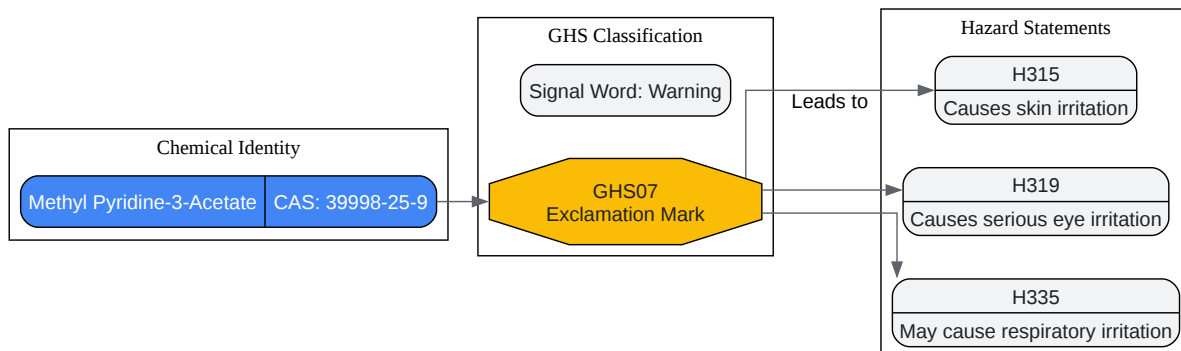 Chemical Identity
Methyl Pyridine-3-Acetate
CAS: 39998-25-9
GHS Classification
Signal Word: Warning
GHS07
Exclamation Mark
Leads to
Hazard Statements
H315
Causes skin irritation
H319
Causes serious eye irritation
H335
May cause respiratory irritation